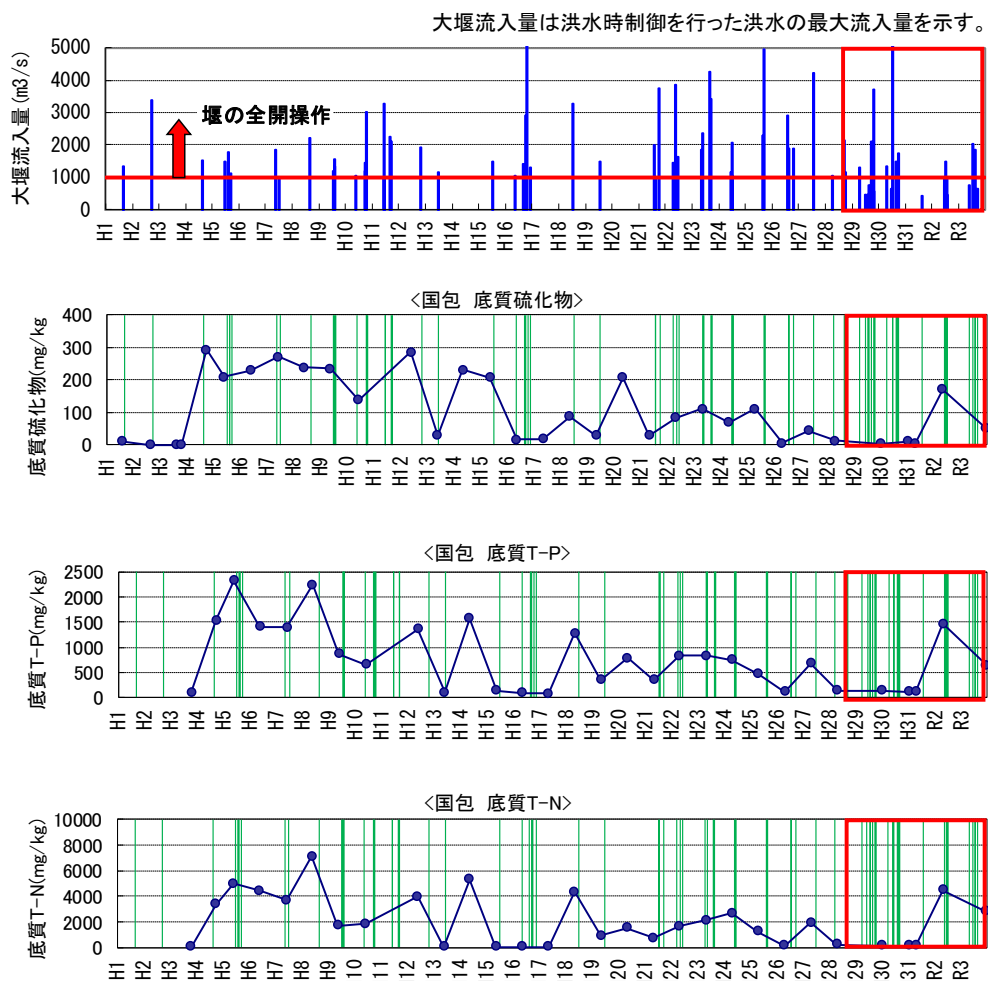 大堰流入量は洪水時制御を行った洪水の最大流入量を示す。
大堰流入量(m3/s)
5000
4000
3000
2000
1000
0
堰の全開操作
H1 H2 H3 H4 H5 H6 H7 H8 H9 H10 H11 H12 H13 H14 H15 H16 H17 H18 H19 H20 H21 H22 H23 H24 H25 H26 H27 H28 H29 H30 H31 R2 R3
<国包 底質硫化物>
底質硫化物(mg/kg
400
300
200
100
0
H1 H2 H3 H4 H5 H6 H7 H8 H9 H10 H11 H12 H13 H14 H15 H16 H17 H18 H19 H20 H21 H22 H23 H24 H25 H26 H27 H28 H29 H30 H31 R2 R3
<国包 底質T-P>
底質T-P(mg/kg)
2500
2000
1500
1000
500
0
H1 H2 H3 H4 H5 H6 H7 H8 H9 H10 H11 H12 H13 H14 H15 H16 H17 H18 H19 H20 H21 H22 H23 H24 H25 H26 H27 H28 H29 H30 H31 R2 R3
<国包 底質T-N>
底質T-N(mg/kg)
10000
8000
6000
4000
2000
0
H1 H2 H3 H4 H5 H6 H7 H8 H9 10 11 12 13 14 15 16 17 18 19 20 21 22 23 24 25 26 27 28 29 30 31 R2 R3